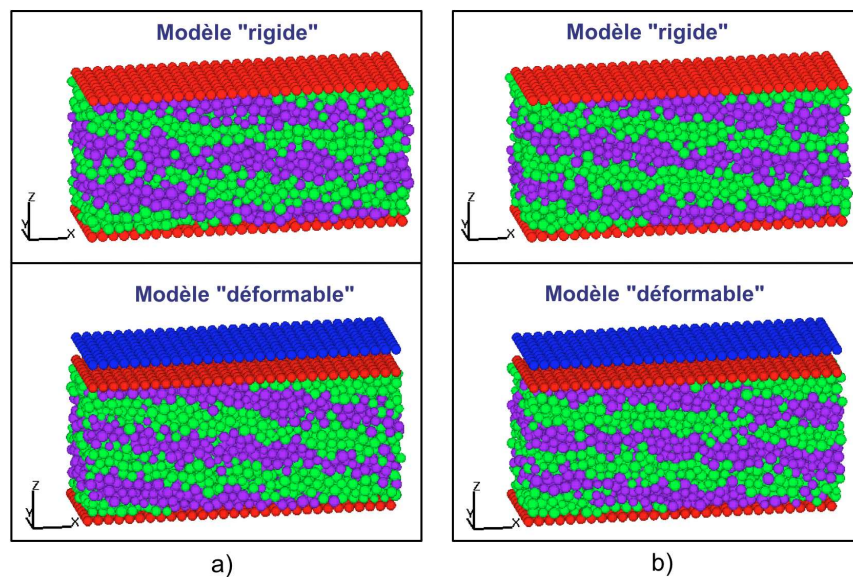 Modèle "rigide"
Z
Y
X
Modèle "rigide"
Z
Y
X
Modèle "déformable"
Z
Y
X
Modèle "déformable"
Z
Y
X
a)
b)